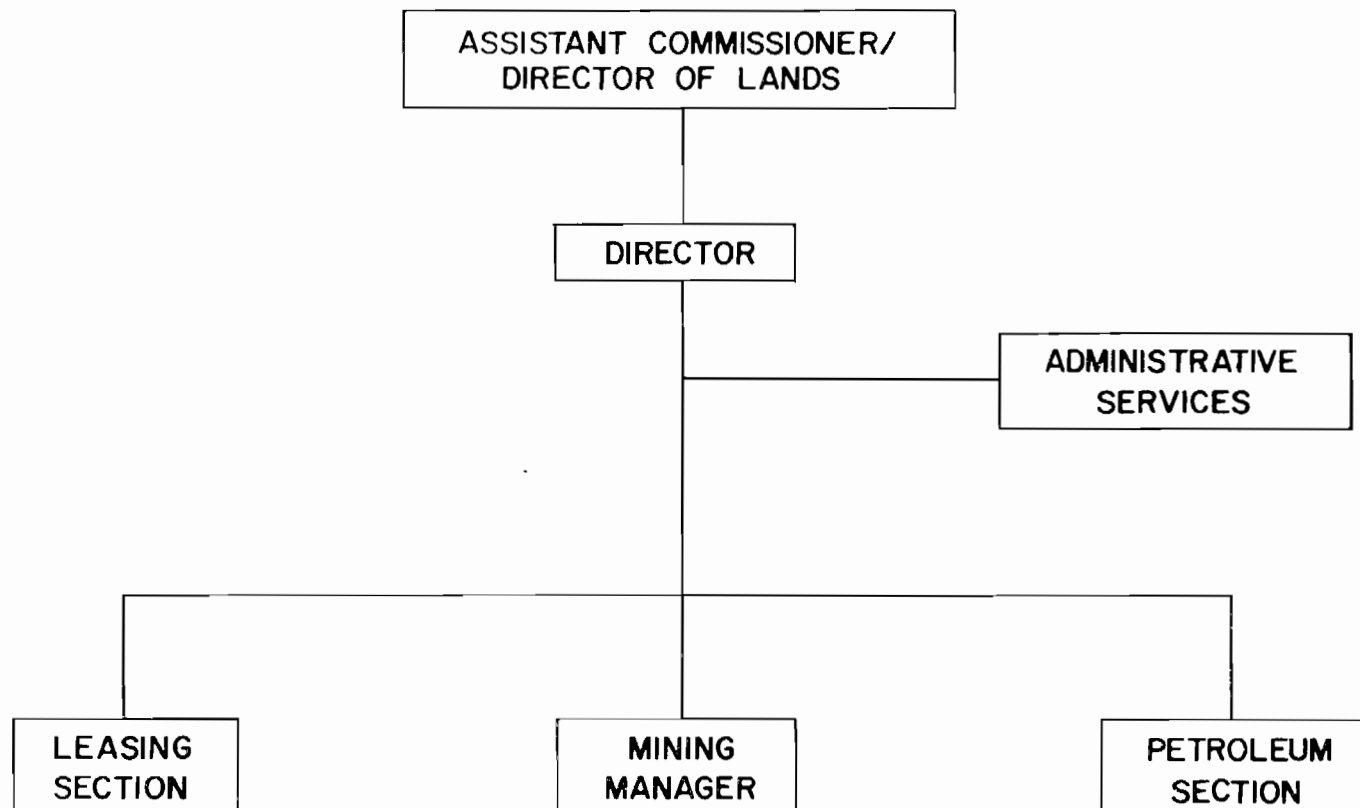 ASSISTANT COMMISSIONER/
DIRECTOR OF LANDS
DIRECTOR
ADMINISTRATIVE
SERVICES
LEASING
SECTION
MINING
MANAGER
PETROLEUM
SECTION